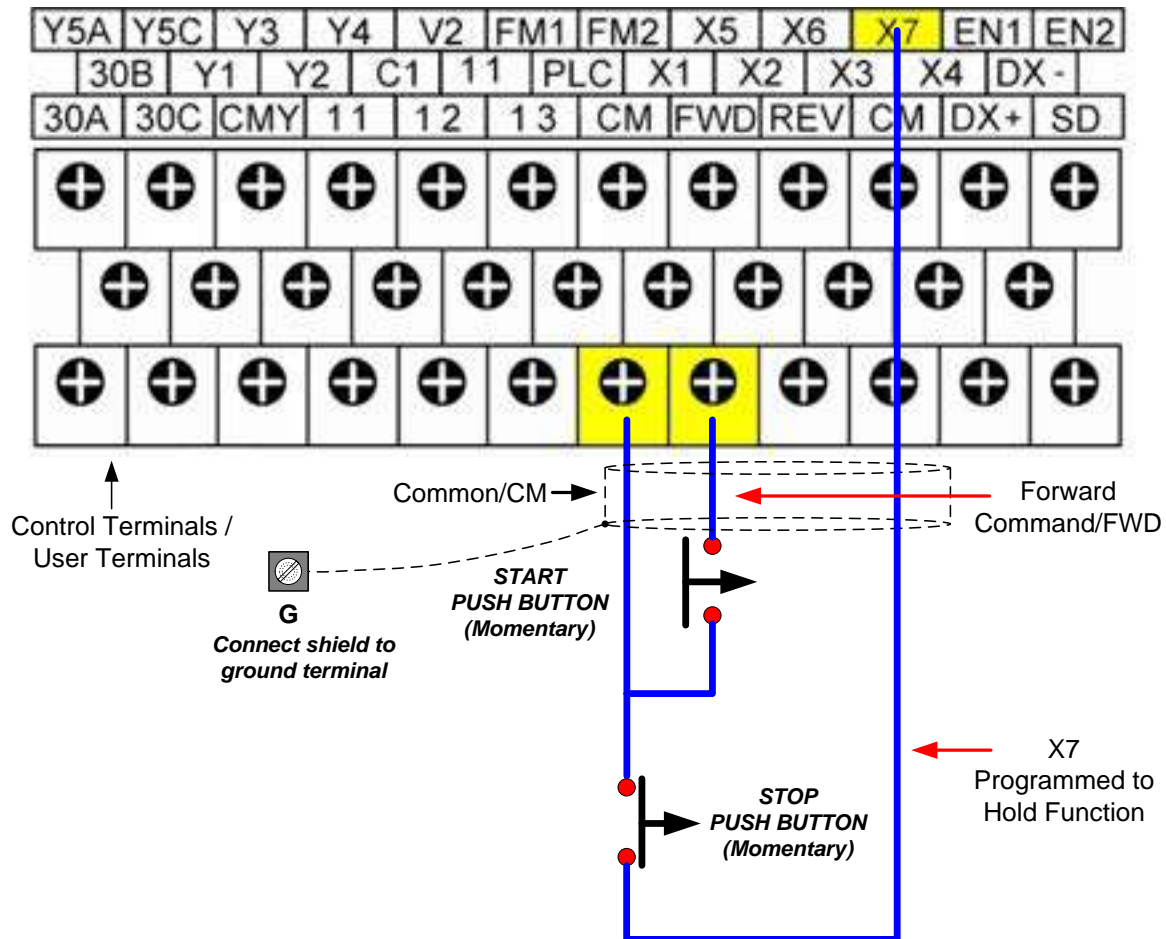 Y5A Y5C Y3 Y4 V2 FM1 FM2 X5 X6 X7 EN1 EN2
30B Y1 Y2 C1 11 PLC X1 X2 X3 X4 DX -
30A 30C CMY 11 12 13 CM FWD REV CM DX+ SD
Control Terminals /
User Terminals
Common/CM
Forward
Command/FWD
G
Connect shield to
ground terminal
START
PUSH BUTTON
(Momentary)
STOP
PUSH BUTTON
(Momentary)
X7
Programmed to
Hold Function